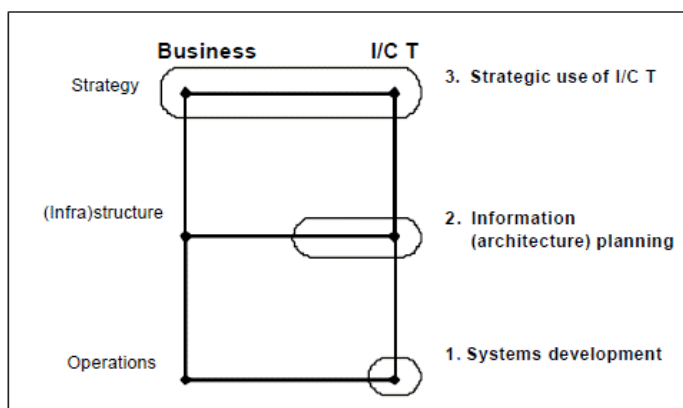 Business I/C T
Strategy
3. Strategic use of I/C T
(Infra)structure
2. Information
(architecture) planning
Operations
1. Systems development